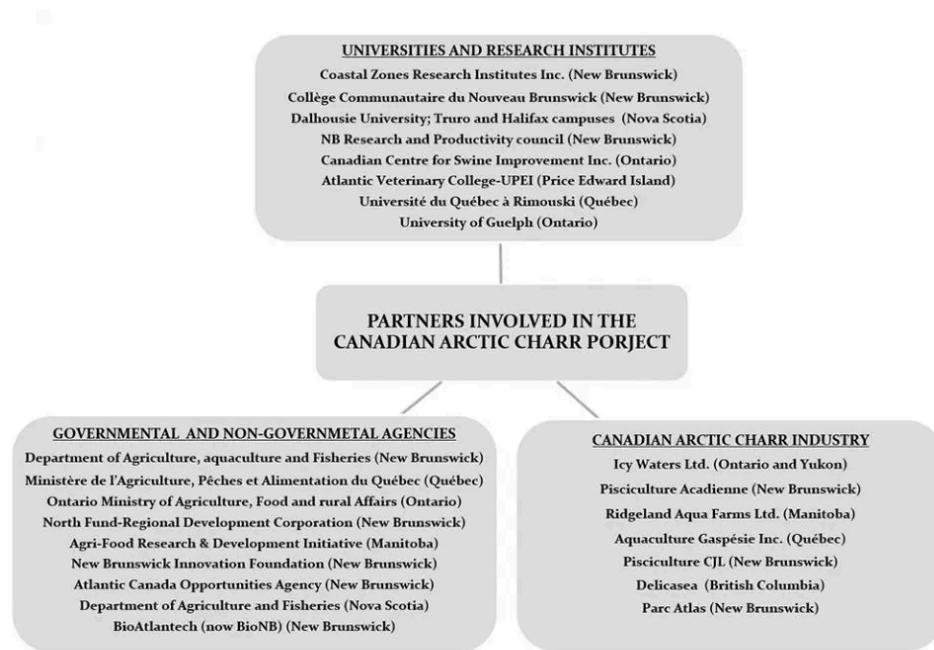 UNIVERSITIES AND RESEARCH INSTITUTES
Coastal Zones Research Institutes Inc. (New Brunswick)
Collège Communautaire du Nouveau Brunswick (New Brunswick)
Dalhousie University; Truro and Halifax campuses (Nova Scotia)
NB Research and Productivity council (New Brunswick)
Canadian Centre for Swine Improvement Inc. (Ontario)
Atlantic Veterinary College-UPEI (Price Edward Island)
Université du Québec à Rimouski (Québec)
University of Guelph (Ontario)
PARTNERS INVOLVED IN THE
CANADIAN ARCTIC CHARR PORJECT
GOVERNMENTAL AND NON-GOVERNMETAL AGENCIES
Department of Agriculture, aquaculture and Fisheries (New Brunswick)
Ministère de l'Agriculture, Pêches et Alimentation du Québec (Québec)
Ontario Ministry of Agriculture, Food and rural Affairs (Ontario)
North Fund-Regional Development Corporation (New Brunswick)
Agri-Food Research & Development Initiative (Manitoba)
New Brunswick Innovation Foundation (New Brunswick)
Atlantic Canada Opportunities Agency (New Brunswick)
Department of Agriculture and Fisheries (Nova Scotia)
BioAtlantech (now BioNB) (New Brunswick)
CANADIAN ARCTIC CHARR INDUSTRY
Icy Waters Ltd. (Ontario and Yukon)
Pisciculture Acadienne (New Brunswick)
Ridgeland Aqua Farms Ltd. (Manitoba)
Aquaculture Gaspésie Inc. (Québec)
Pisciculture CJL (New Brunswick)
Delicasea (British Columbia)
Parc Atlas (New Brunswick)